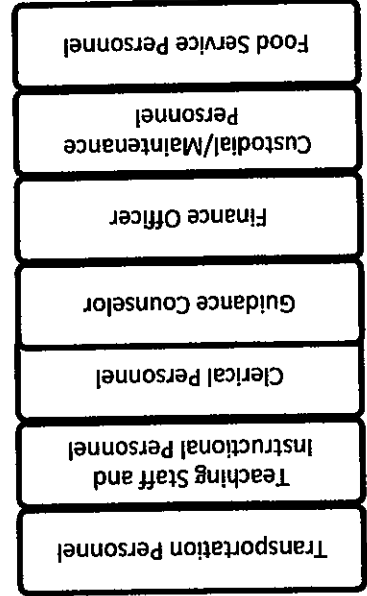 Transportation Personnel
Teaching Staff and
Instructional Personnel
Clerical Personnel
Guidance Counselor
Finance Officer
Custodial/Maintenance
Personnel
Food Service Personnel